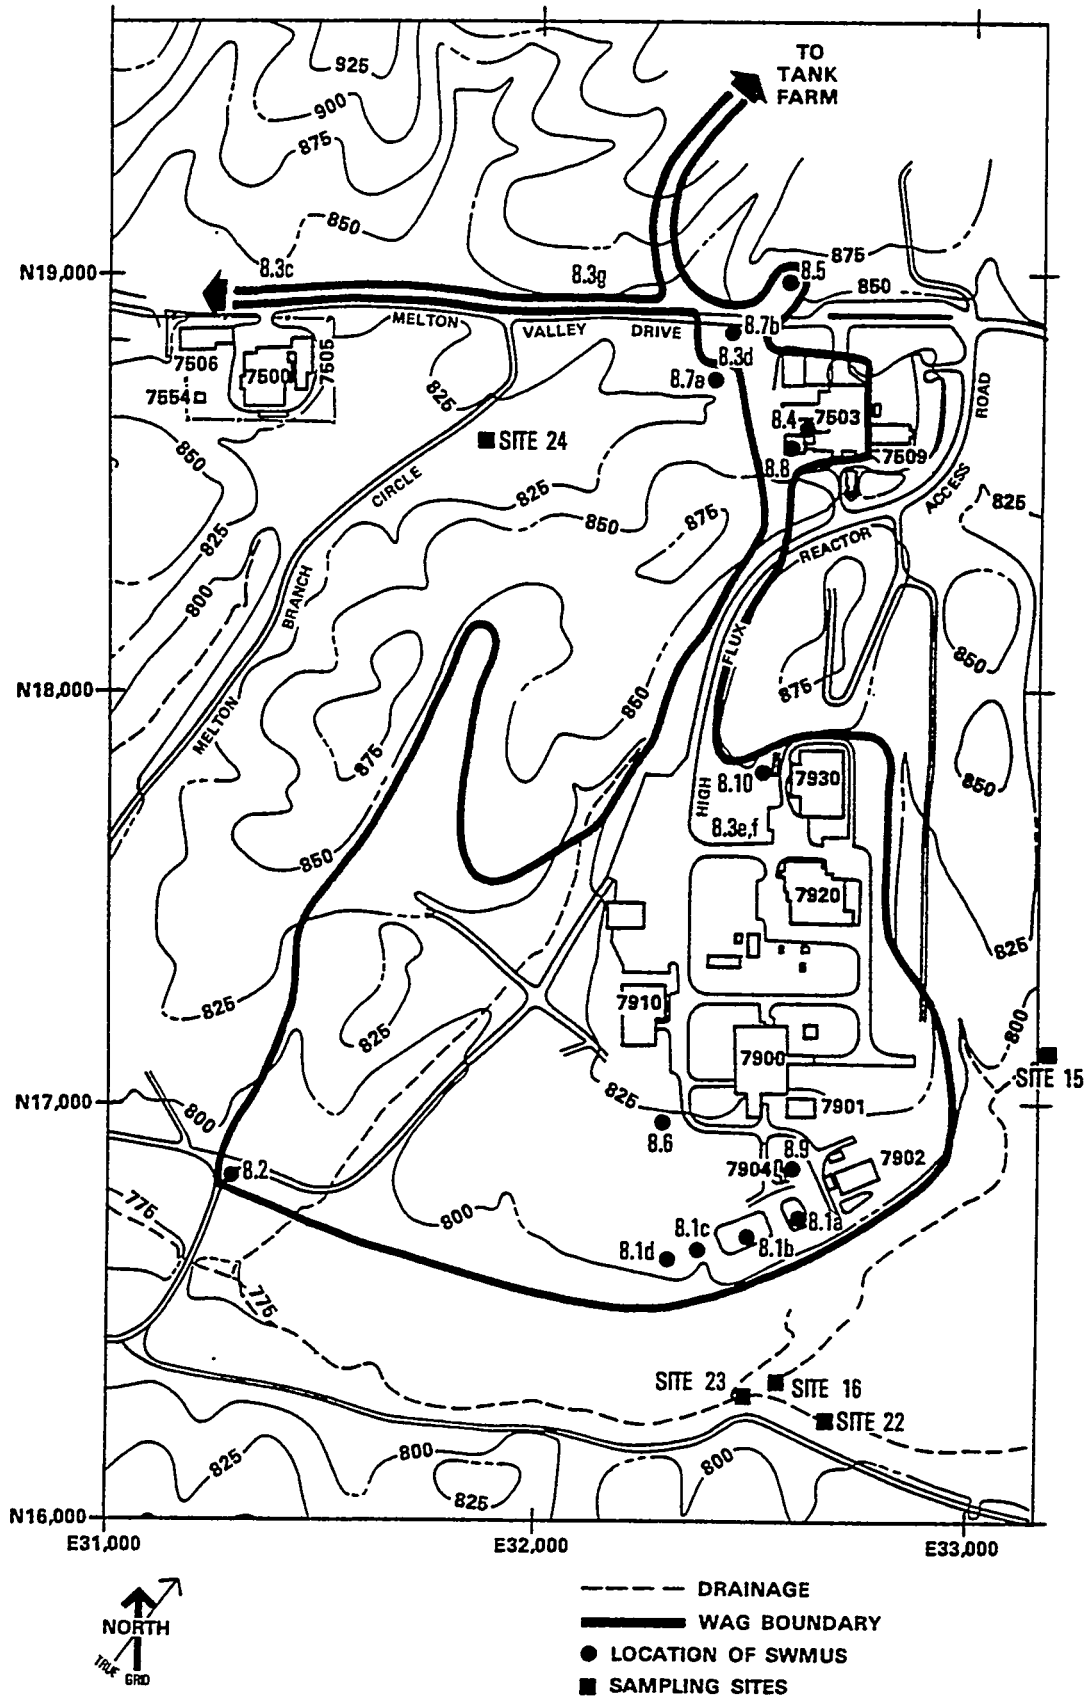 TO
TANK
FARM
925
900
875
850
875
850
N19,000
8.3c
8.3g
8.5
8.7b
MELTON VALLEY DRIVE
8.3d
8.7a
7506
7500
7505
7554
825
SITE 24
8.4
7503
7509
8.8
ROAD
ACCESS
REACTOR
FLUX
HIGH
850
825
800
CIRCLE
BRANCH
MELTON
825
850
875
825
850
875
850
N18,000
875
850
850
8.10
7930
8.3e,f
7920
825
825
825
7910
7900
800
SITE 15
825
7901
N17,000
800
8.6
8.9
7904
7902
8.2
775
800
8.1a
8.1b
8.1c
8.1d
775
SITE 23
SITE 16
SITE 22
825
800
825
800
N16,000
E31,000
E32,000
E33,000
NORTH
TRUE
GRID
DRAINAGE
WAG BOUNDARY
LOCATION OF SWMUS
SAMPLING SITES